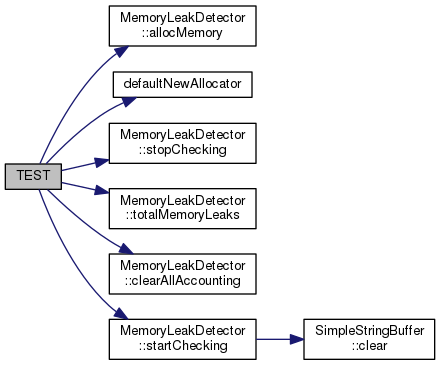 MemoryLeakDetector
::allocMemory
defaultNewAllocator
MemoryLeakDetector
::stopChecking
TEST
MemoryLeakDetector
::totalMemoryLeaks
MemoryLeakDetector
::clearAllAccounting
MemoryLeakDetector
::startChecking
SimpleStringBuffer
::clear